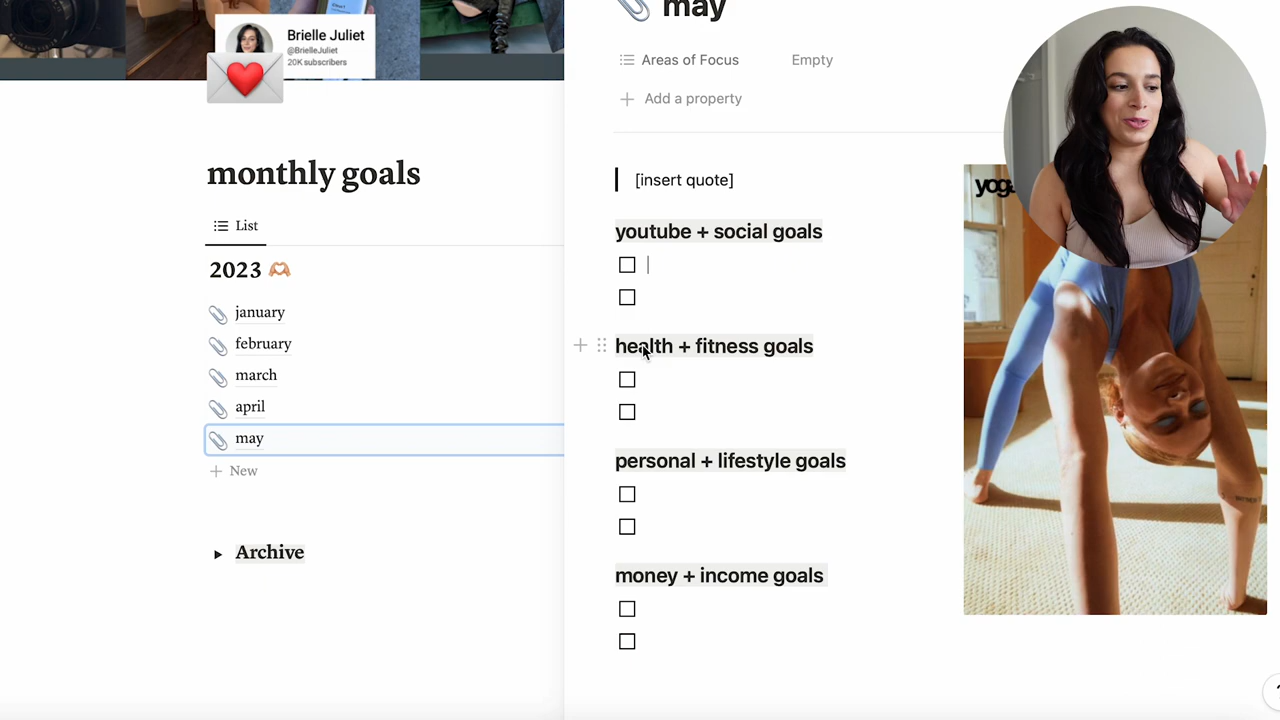 Brielle Juliet
@BrielleJuliet
20K subscribers
monthly goals
List
2023
january
february
march
april
may
New
Archive
may
Areas of Focus
Empty
Add a property
[insert quote]
youtube + social goals
health + fitness goals
personal + lifestyle goals
money + income goals
yoga